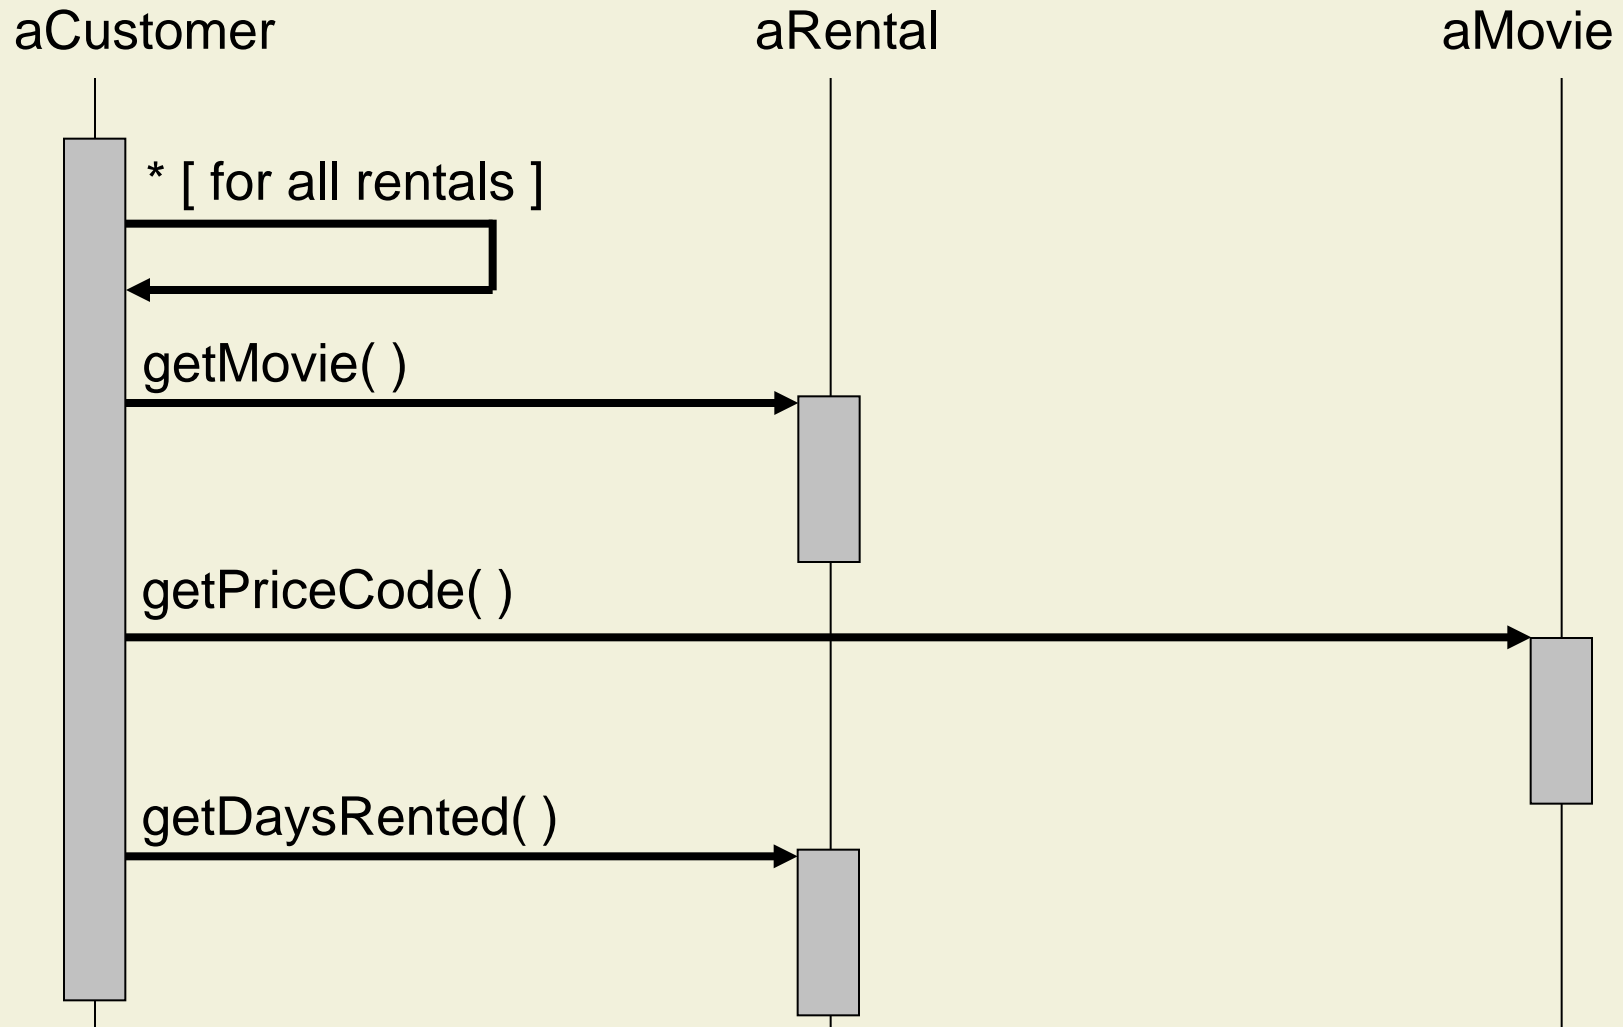 aCustomer aRental aMovie
* [ for all rentals ]
getMovie( )
getPriceCode( )
getDaysRented( )